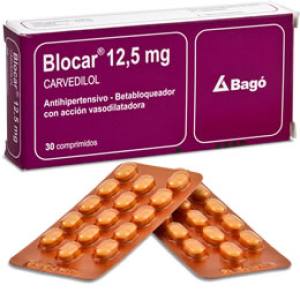 Blocar® 12,5 mg
CARVEDILOL
Antihipertensivo - Betabloqueador
con acción vasodilatadora
30 comprimidos
Bagó
Blocar® 12,5 mg